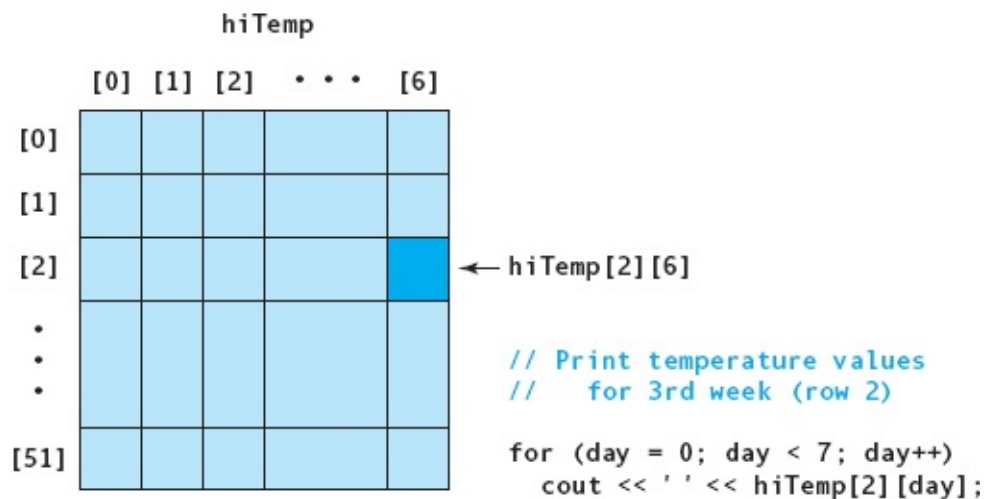 hiTemp
[0] [1] [2] • • • [6]
[0]
[1]
[2]
← hiTemp[2][6]
•
•
•
// Print temperature values
//   for 3rd week (row 2)
[51]
for (day = 0; day < 7; day++)
  cout << ' ' << hiTemp[2][day];